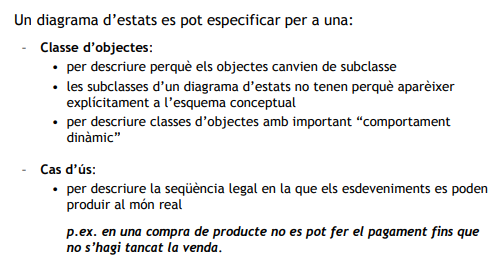 Un diagrama d'estats es pot especificar per a una:
- Classe d'objectes:
• per descriure perquè els objectes canvien de subclasse
• les subclasses d'un diagrama d'estats no tenen perquè aparèixer
explícitament a l'esquema conceptual
• per descriure classes d'objectes amb important "comportament
dinàmic"
- Cas d'ús:
• per descriure la seqüència legal en la que els esdeveniments es poden
produir al món real
p.ex. en una compra de producte no es pot fer el pagament fins que
no s'hagi tancat la venda.